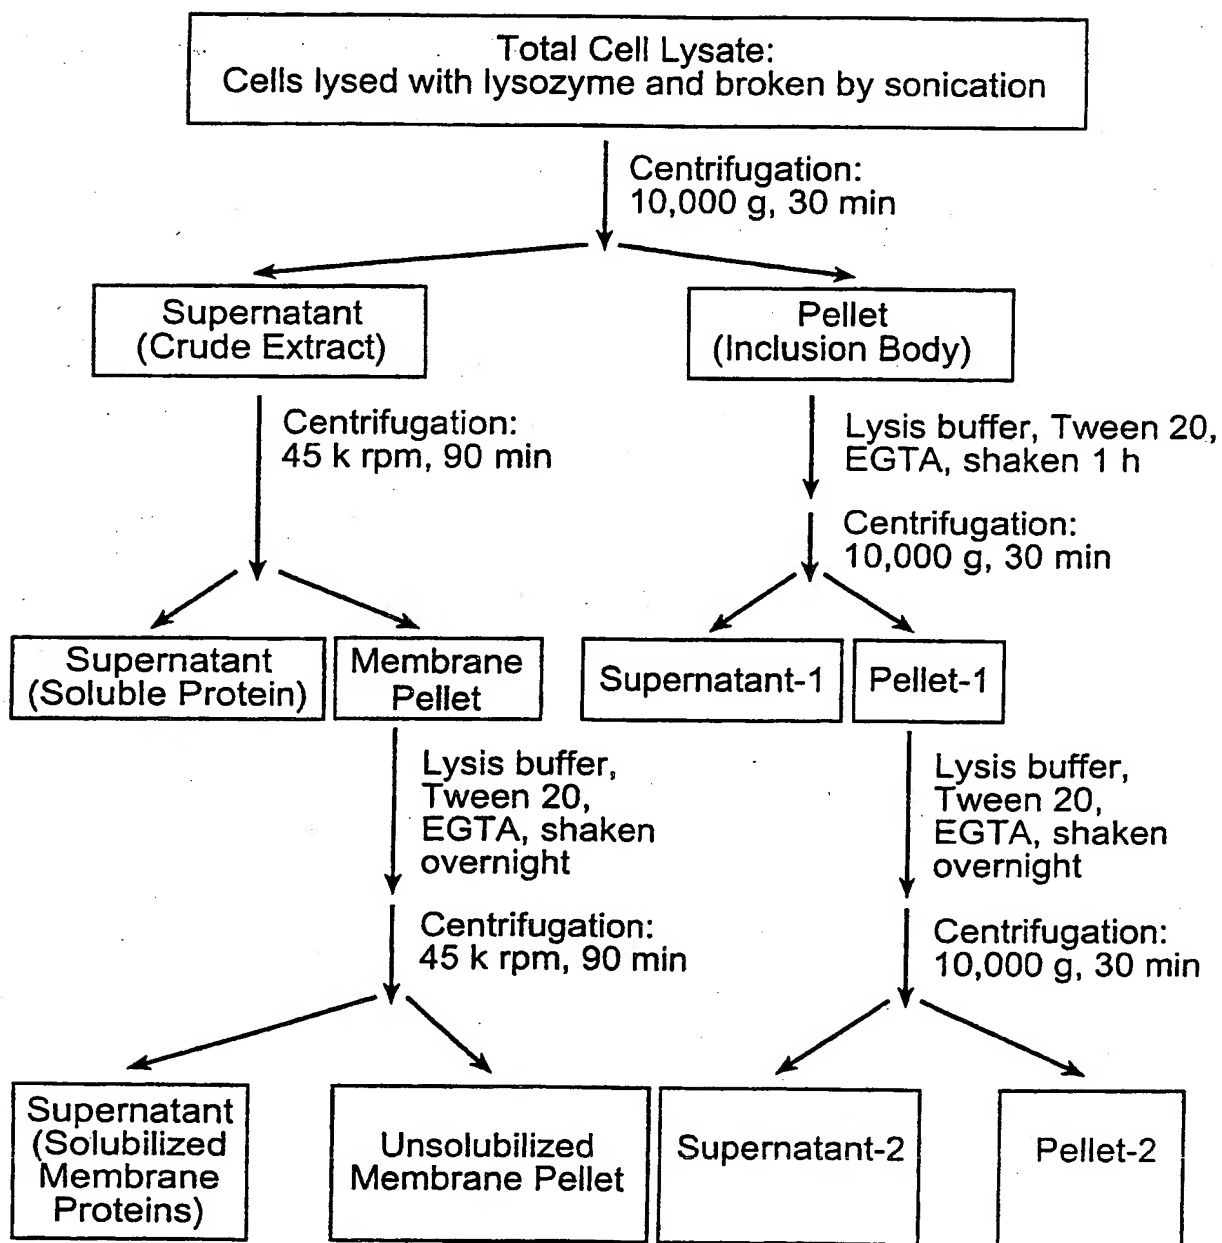 Total Cell Lysate:
Cells lysed with lysozyme and broken by sonication
Centrifugation:
10,000 g, 30 min
Supernatant
(Crude Extract)
Pellet
(Inclusion Body)
Centrifugation:
45 k rpm, 90 min
Lysis buffer, Tween 20,
EGTA, shaken 1 h
Centrifugation:
10,000 g, 30 min
Supernatant
(Soluble Protein)
Membrane
Pellet
Supernatant-1
Pellet-1
Lysis buffer,
Tween 20,
EGTA, shaken
overnight
Lysis buffer,
Tween 20,
EGTA, shaken
overnight
Centrifugation:
45 k rpm, 90 min
Centrifugation:
10,000 g, 30 min
Supernatant
(Solubilized
Membrane
Proteins)
Unsolubilized
Membrane Pellet
Supernatant-2
Pellet-2